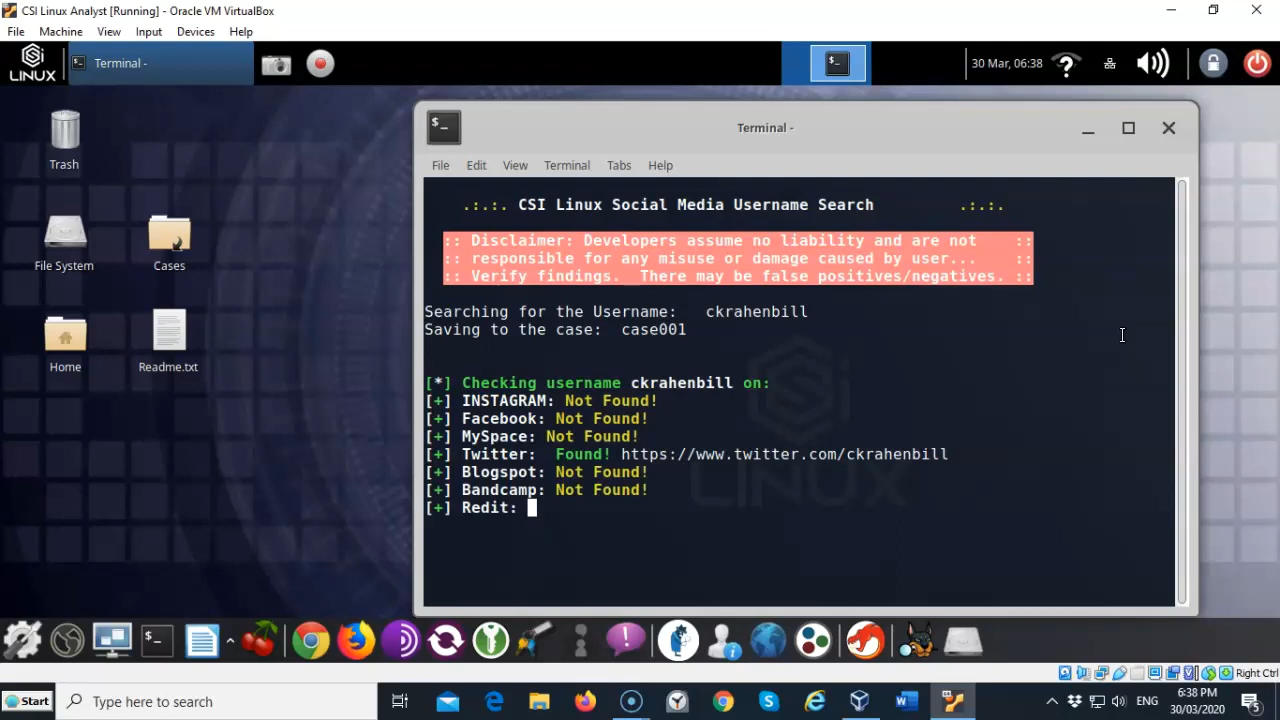 CSI Linux Analyst [Running] - Oracle VM VirtualBox
File Machine View Input Devices Help
LINUX
Terminal -
30 Mar, 06:38
Trash
File System
Cases
Home
Readme.txt
Terminal -
File Edit View Terminal Tabs Help
.:.:. CSI Linux Social Media Username Search .:.:.
:: Disclaimer: Developers assume no liability and are not ::
:: responsible for any misuse or damage caused by user... ::
:: Verify findings. There may be false positives/negatives. ::
Searching for the Username: ckrahenbill
Saving to the case: case001
[*] Checking username ckrahenbill on:
[+] INSTAGRAM: Not Found!
[+] Facebook: Not Found!
[+] MySpace: Not Found!
[+] Twitter: Found! https://www.twitter.com/ckrahenbill
[+] Blogspot: Not Found!
[+] Bandcamp: Not Found!
[+] Redit:
LINUX
Right Ctrl
Start
Type here to search
ENG
6:38 PM
30/03/2020
5